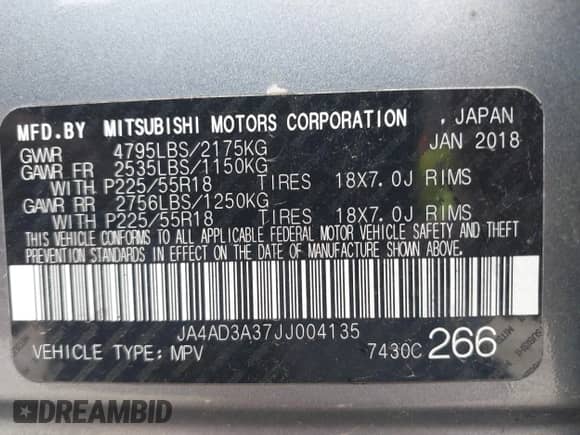 MFD.BY MITSUBISHI MOTORS CORPORATION , JAPAN
GVWR 4795LBS/2175KG JAN 2018
GAWR FR 2535LBS/1150KG
WITH P225/55R18 TIRES 18X7.0J RIMS
GAWR RR 2756LBS/1250KG
WITH P225/55R18 TIRES 18X7.0J RIMS
THIS VEHICLE CONFORMS TO ALL APPLICABLE FEDERAL MOTOR VEHICLE SAFETY AND THEFT
PREVENTION STANDARDS IN EFFECT ON THE DATE OF MANUFACTURE SHOWN ABOVE.
JA4AD3A37JJ004135
VEHICLE TYPE: MPV 7430C 266
DREAMBID